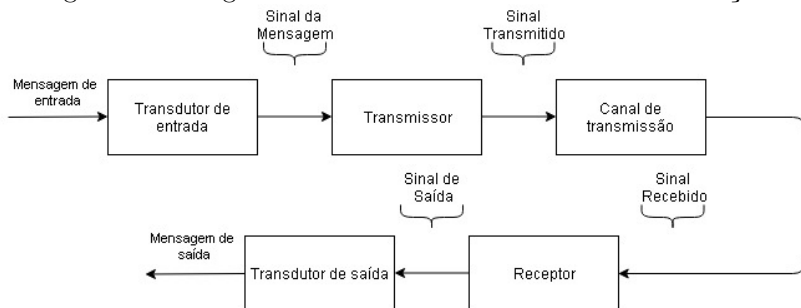 Sinal da
Mensagem
Sinal
Transmitido
Mensagem de
entrada
Transdutor de
entrada
Transmissor
Canal de
transmissão
Sinal de
Saída
Sinal
Recebido
Mensagem de
saída
Transdutor de saída
Receptor